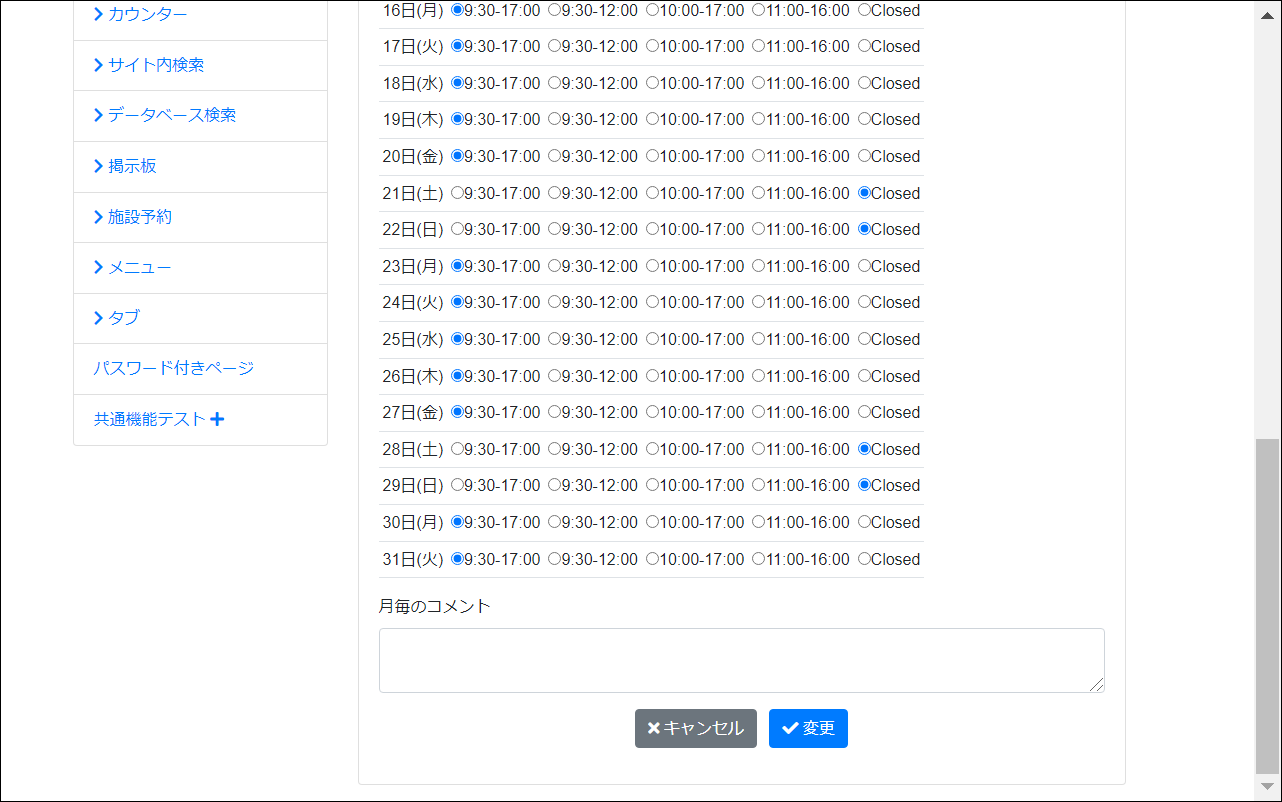 カウンター
サイト内検索
データベース検索
掲示板
施設予約
メニュー
タブ
パスワード付きページ
共通機能テスト
16日(月) 9:30-17:00 9:30-12:00 10:00-17:00 11:00-16:00 Closed
17日(火) 9:30-17:00 9:30-12:00 10:00-17:00 11:00-16:00 Closed
18日(水) 9:30-17:00 9:30-12:00 10:00-17:00 11:00-16:00 Closed
19日(木) 9:30-17:00 9:30-12:00 10:00-17:00 11:00-16:00 Closed
20日(金) 9:30-17:00 9:30-12:00 10:00-17:00 11:00-16:00 Closed
21日(土) 9:30-17:00 9:30-12:00 10:00-17:00 11:00-16:00 Closed
22日(日) 9:30-17:00 9:30-12:00 10:00-17:00 11:00-16:00 Closed
23日(月) 9:30-17:00 9:30-12:00 10:00-17:00 11:00-16:00 Closed
24日(火) 9:30-17:00 9:30-12:00 10:00-17:00 11:00-16:00 Closed
25日(水) 9:30-17:00 9:30-12:00 10:00-17:00 11:00-16:00 Closed
26日(木) 9:30-17:00 9:30-12:00 10:00-17:00 11:00-16:00 Closed
27日(金) 9:30-17:00 9:30-12:00 10:00-17:00 11:00-16:00 Closed
28日(土) 9:30-17:00 9:30-12:00 10:00-17:00 11:00-16:00 Closed
29日(日) 9:30-17:00 9:30-12:00 10:00-17:00 11:00-16:00 Closed
30日(月) 9:30-17:00 9:30-12:00 10:00-17:00 11:00-16:00 Closed
31日(火) 9:30-17:00 9:30-12:00 10:00-17:00 11:00-16:00 Closed
月毎のコメント
キャンセル 変更